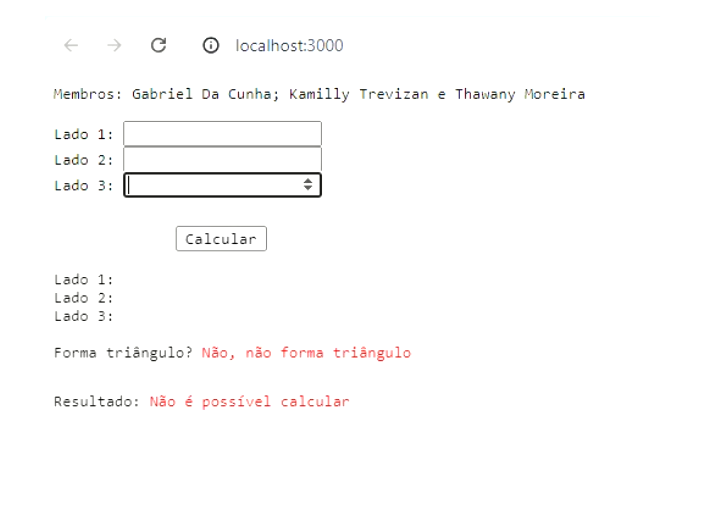 localhost:3000
Membros: Gabriel Da Cunha; Kamilly Trevizan e Thawany Moreira
Lado 1:
Lado 2:
Lado 3:
Calcular
Lado 1:
Lado 2:
Lado 3:
Forma triângulo? Não, não forma triângulo
Resultado: Não é possível calcular